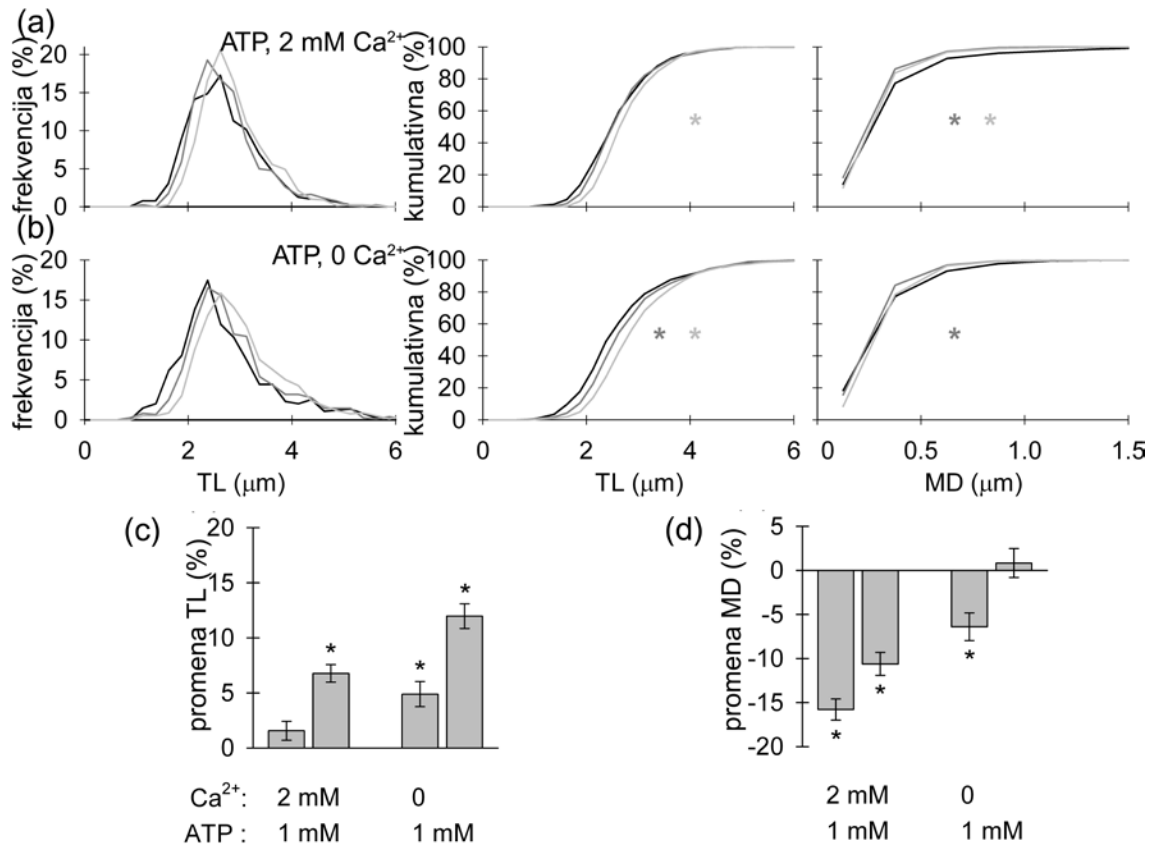 (a)
ATP, 2 mM Ca²⁺
frekvencija (%)
20
15
10
5
0
kumulativna (%)
100
80
60
40
20
0
*
*
* *
(b)
ATP, 0 Ca²⁺
frekvencija (%)
20
15
10
5
0
0 2 4 6
TL (μm)
kumulativna (%)
100
80
60
40
20
0
* *
0 2 4 6
TL (μm)
*
0 0.5 1.0 1.5
MD (μm)
(c)
promena TL (%)
20
15
10
5
0
* * *
Ca²⁺: 2 mM 0
ATP : 1 mM 1 mM
(d)
promena MD (%)
5
0
-5
-10
-15
-20
* * *
2 mM 0
1 mM 1 mM